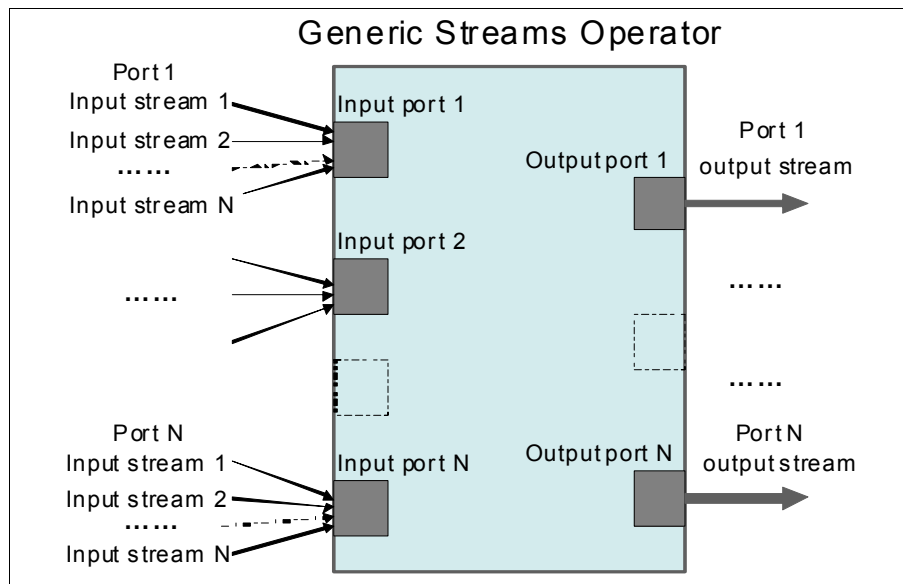 Generic Streams Operator
Port 1
Input stream 1
Input stream 2
......
Input stream N
Input port 1
Input port 2
......
Port N
Input stream 1
Input stream 2
......
Input stream N
Input port N
Output port 1
Port 1
output stream
......
......
Output port N
Port N
output stream